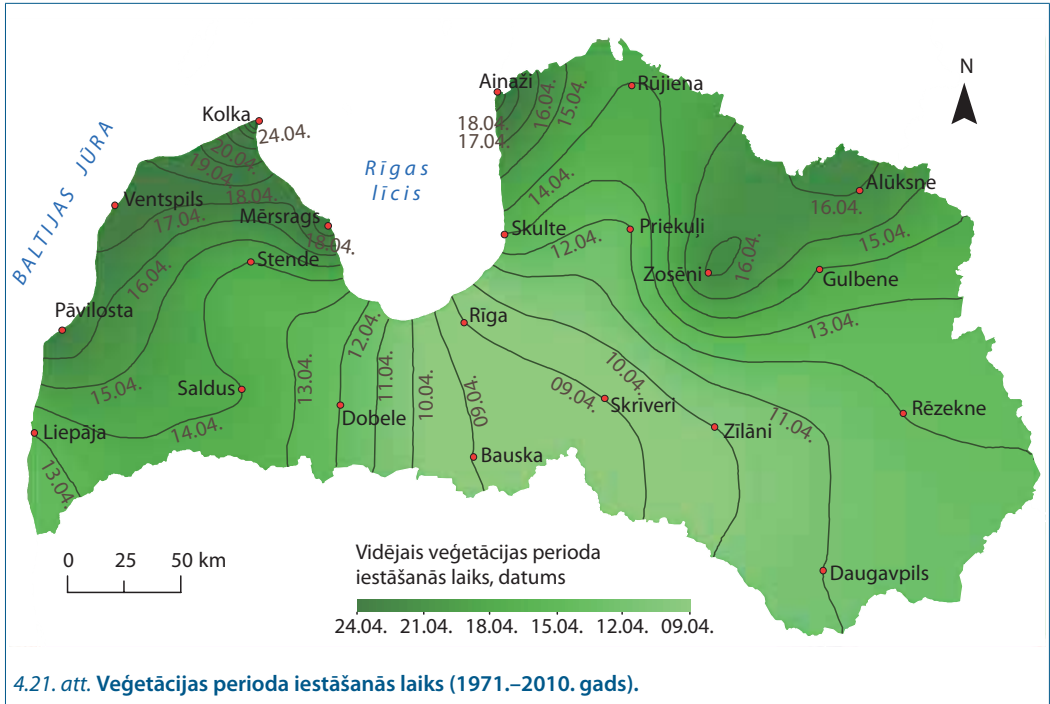 Ainaži
Rūjiena
N
16.04.
15.04.
Kolka
24.04.
18.04.
17.04.
20.04.
19.04.
BALTIJAS JŪRA
Rīgas
līcis
Alūksne
16.04.
14.04.
18.04.
Ventspils
17.04.
Mērsrags
18.04.
Skulte
Priekuļi
12.04.
15.04.
Stende
16.04.
Zosēni
16.04.
Gulbene
Pāvilosta
Rīga
13.04.
12.04.
15.04.
13.04.
11.04.
10.04.
09.04.
10.04.
09.04.
Saldus
Dobele
Skrīveri
Rēzekne
Liepāja
14.04.
Zīlāni
11.04.
13.04.
Bauska
0 25 50 km
Vidējais veģetācijas perioda
iestāšanās laiks, datums
Daugavpils
24.04. 21.04. 18.04. 15.04. 12.04. 09.04.
4.21. att. Veģetācijas perioda iestāšanās laiks (1971.–2010. gads).